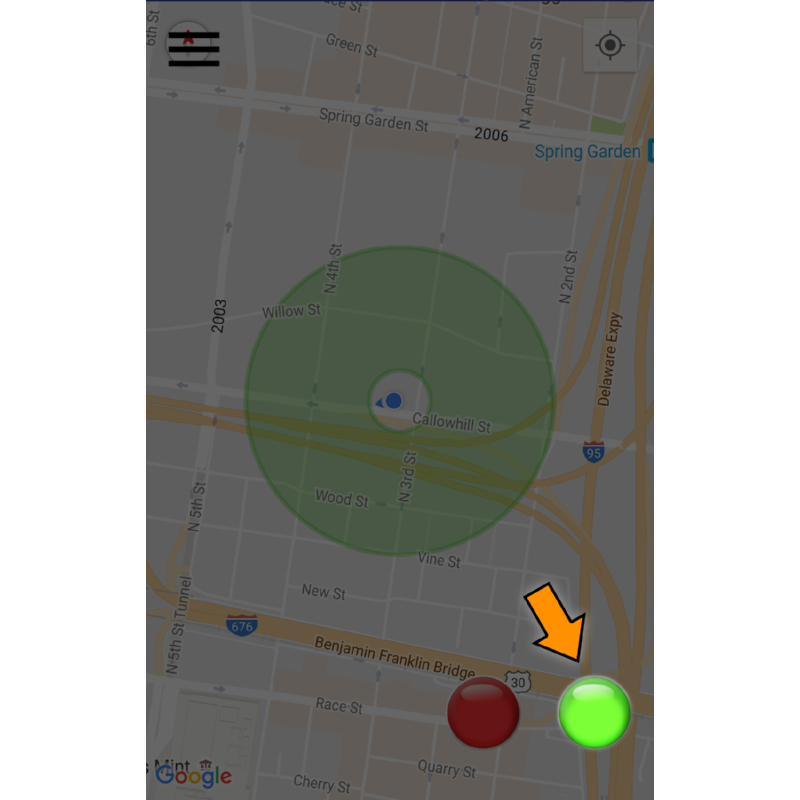 6th St
Green St
N American St
Spring Garden St
2006
Spring Garden
N 4th St
N 2nd St
2003
Willow St
Delaware Expy
Callowhill St
95
N 3rd St
N 5th St
Wood St
Vine St
New St
N 5th St Tunnel
676
Benjamin Franklin Bridge
30
Race St
Mint
Google
Quarry St
Cherry St